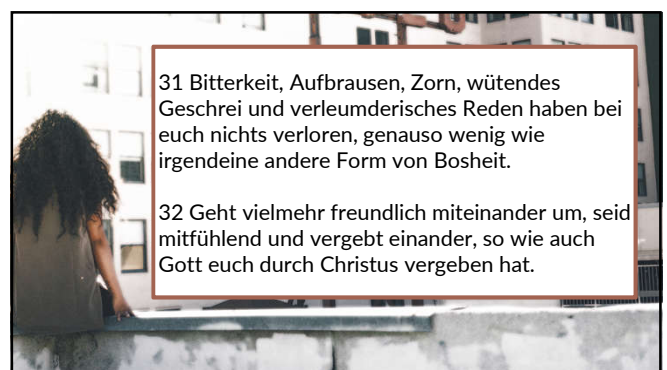 31 Bitterkeit, Aufbrausen, Zorn, wütendes
Geschrei und verleumderisches Reden haben bei
euch nichts verloren, genauso wenig wie
irgendeine andere Form von Bosheit.
32 Geht vielmehr freundlich miteinander um, seid
mitfühlend und vergebt einander, so wie auch
Gott euch durch Christus vergeben hat.